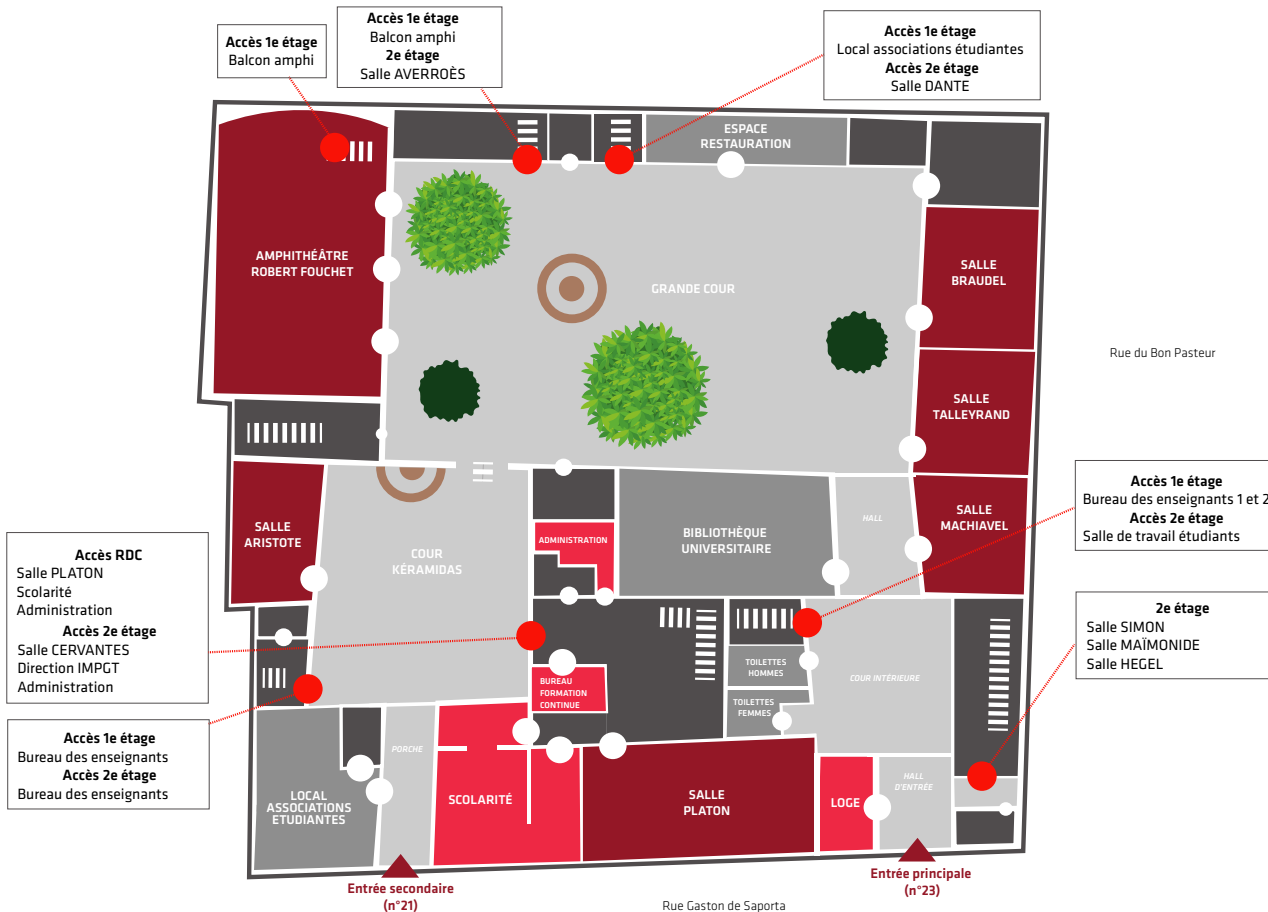 Accès 1e étage
Balcon amphi
Accès 1e étage
Balcon amphi
2e étage
Salle AVERROÈS
Accès 1e étage
Local associations étudiantes
Accès 2e étage
Salle DANTE
ESPACE
RESTAURATION
AMPHITHÉÂTRE
ROBERT FOUCHET
GRANDE COUR
SALLE
BRAUDEL
Rue du Bon Pasteur
SALLE
TALLEYRAND
SALLE
ARISTOTE
COUR
KÉRAMIDAS
ADMINISTRATION
BIBLIOTHÈQUE
UNIVERSITAIRE
HALL
SALLE
MACHIAVEL
Accès 1e étage
Bureau des enseignants 1 et 2
Accès 2e étage
Salle de travail étudiants
Accès RDC
Salle PLATON
Scolarité
Administration
Accès 2e étage
Salle CERVANTES
Direction IMPGT
Administration
2e étage
Salle SIMON
Salle MAÏMONIDE
Salle HEGEL
BUREAU
FORMATION
CONTINUE
TOILETTES
HOMMES
TOILETTES
FEMMES
COUR INTÉRIEURE
Accès 1e étage
Bureau des enseignants
Accès 2e étage
Bureau des enseignants
PORCHE
LOCAL
ASSOCIATIONS
ETUDIANTES
SCOLARITÉ
SALLE
PLATON
LOGE
HALL
D'ENTRÉE
Entrée secondaire
(n°21)
Rue Gaston de Saporta
Entrée principale
(n°23)